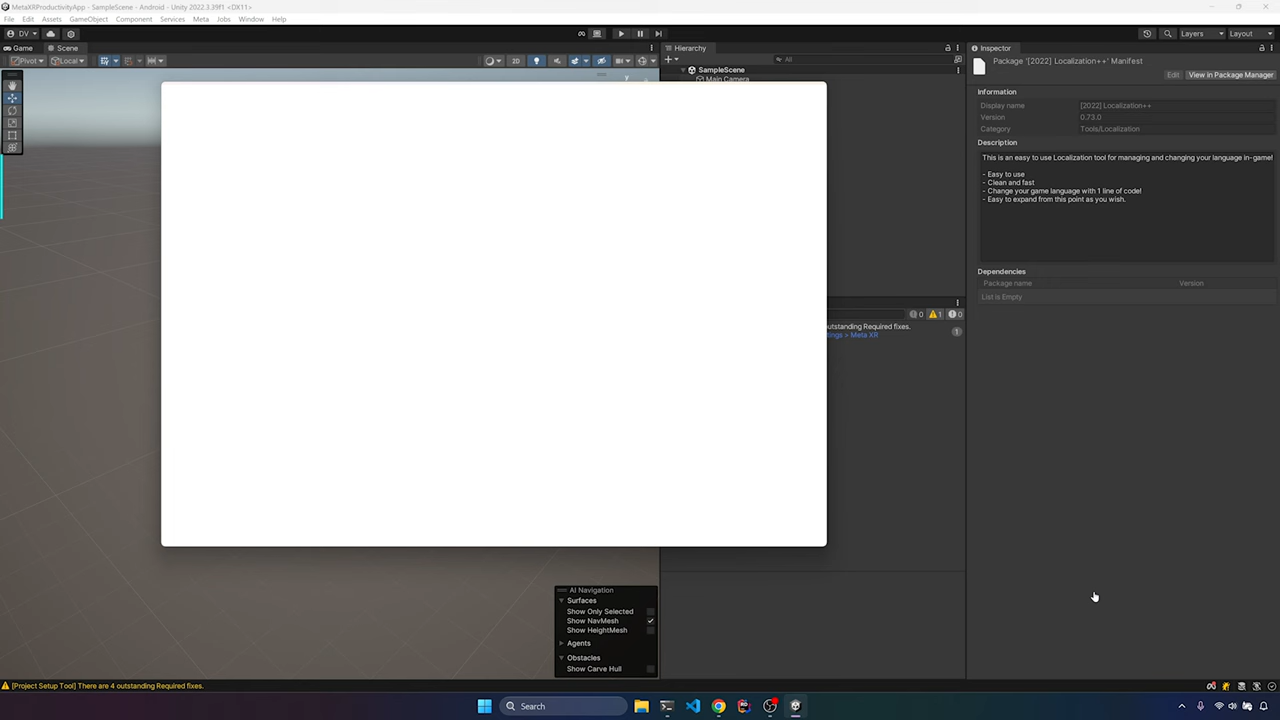 MetaXRProductivityApp - SampleScene - Android - Unity 2022.3.39f1 <DX11>
File Edit Assets GameObject Component Services Meta Jobs Window Help
DV Layers Layout
Game Scene Hierarchy Inspector
Pivot Local 2D All
Package '[2022] Localization++' Manifest
SampleScene
Main Camera
Edit View in Package Manager
y
Information
Display name [2022] Localization++
Version 0.73.0
Category Tools/Localization
Description
This is an easy to use Localization tool for managing and changing your language in-game!
- Easy to use
- Clean and fast
- Change your game language with 1 line of code!
- Easy to expand from this point as you wish.
Dependencies
Package name Version
List is Empty
0 1 0
utstanding Required fixes. 1
tings > Meta XR
AI Navigation
Surfaces
Show Only Selected
Show NavMesh
Show HeightMesh
Agents
Obstacles
Show Carve Hull
[Project Setup Tool] There are 4 outstanding Required fixes.
Search